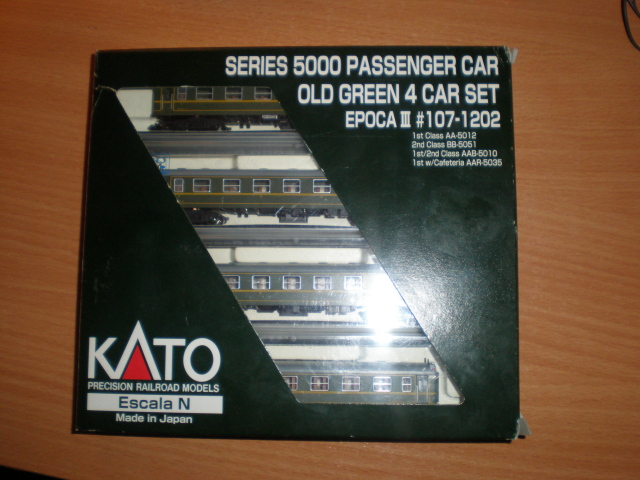 SERIES 5000 PASSENGER CAR
OLD GREEN 4 CAR SET
EPOCA III #107-1202
1st Class AA-5012
2nd Class BB-5051
1st/2nd Class AAB-5010
1st w/Cafeteria AAR-5035
KATO
PRECISION RAILROAD MODELS
Escala N
Made in Japan